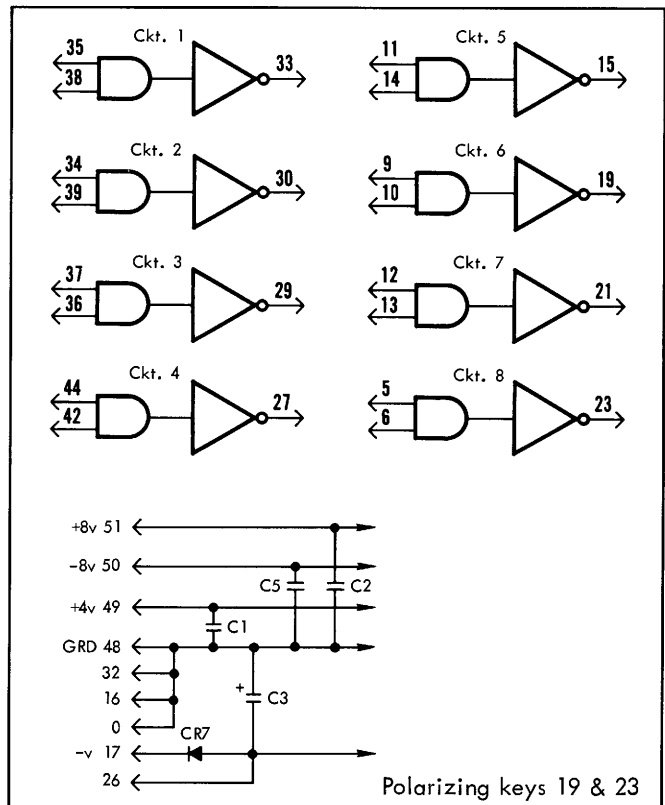 Ckt. 1
35
38
33
Ckt. 5
11
14
15
Ckt. 2
34
39
30
Ckt. 6
9
10
19
Ckt. 3
37
36
29
Ckt. 7
12
13
21
Ckt. 4
44
42
27
Ckt. 8
5
6
23
+8v 51
-8v 50
C5
C2
+4v 49
C1
GRD 48
32
16
+
C3
0
-v 17
CR7
26
Polarizing keys 19 & 23